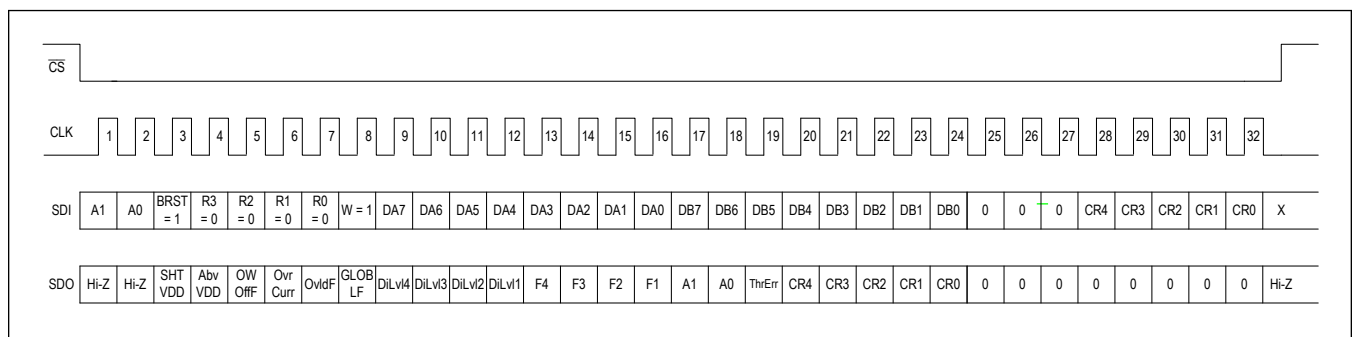 CS
CLK 1 2 3 4 5 6 7 8 9 10 11 12 13 14 15 16 17 18 19 20 21 22 23 24 25 26 27 28 29 30 31 32
SDI A1 A0 BRST = 1 R3 = 0 R2 = 0 R1 = 0 R0 = 0 W = 1 DA7 DA6 DA5 DA4 DA3 DA2 DA1 DA0 DB7 DB6 DB5 DB4 DB3 DB2 DB1 DB0 0 0 0 CR4 CR3 CR2 CR1 CR0 X
SDO Hi-Z Hi-Z SHT VDD Abv VDD OW OffF Ovr Curr OvldF GLOB LF DiLvl4 DiLvl3 DiLvl2 DiLvl1 F4 F3 F2 F1 A1 A0 ThrErr CR4 CR3 CR2 CR1 CR0 0 0 0 0 0 0 0 0 Hi-Z